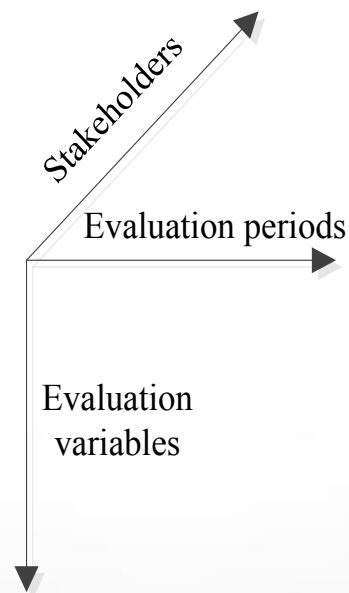 Stakeholders
Evaluation periods
Evaluation
variables